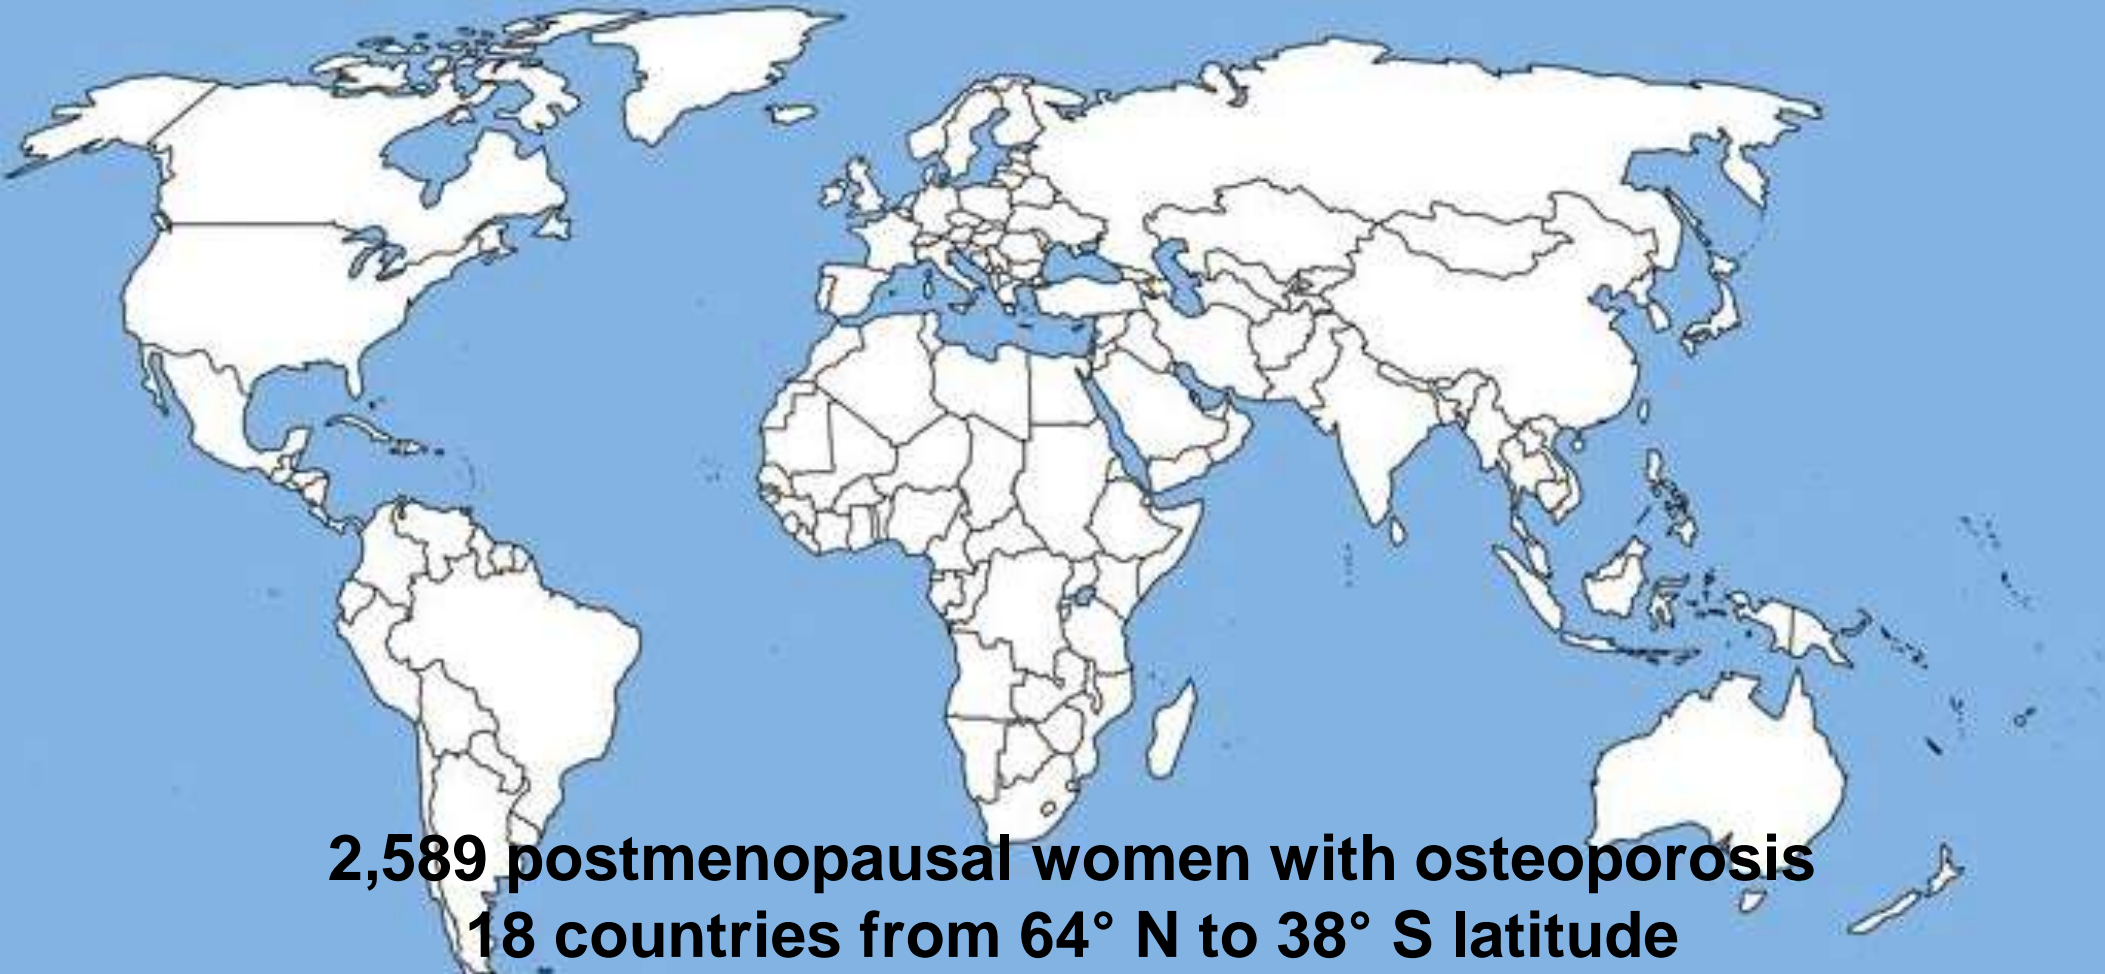 2,589 postmenopausal women with osteoporosis
18 countries from 64° N to 38° S latitude